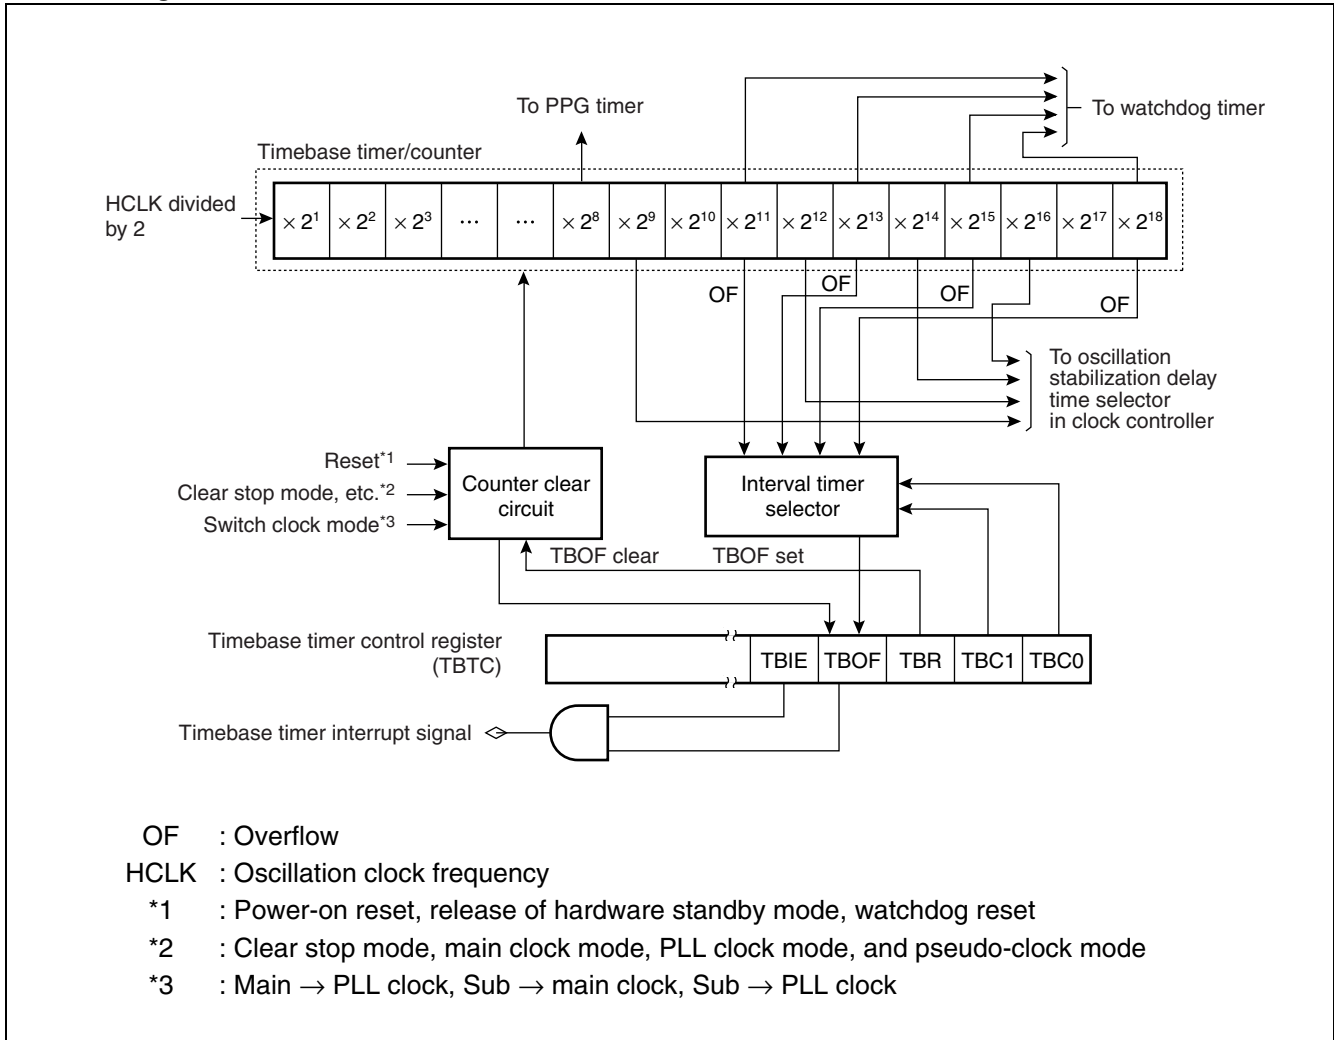 To PPG timer
To watchdog timer
Timebase timer/counter
HCLK divided
by 2
× 2¹ × 2² × 2³ ... ... × 2⁸ × 2⁹ × 2¹⁰ × 2¹¹ × 2¹² × 2¹³ × 2¹⁴ × 2¹⁵ × 2¹⁶ × 2¹⁷ × 2¹⁸
OF OF OF OF
To oscillation
stabilization delay
time selector
in clock controller
Reset*1
Clear stop mode, etc.*2
Switch clock mode*3
Counter clear
circuit
Interval timer
selector
TBOF clear TBOF set
Timebase timer control register
(TBTC)
TBIE TBOF TBR TBC1 TBC0
Timebase timer interrupt signal
OF : Overflow
HCLK : Oscillation clock frequency
*1 : Power-on reset, release of hardware standby mode, watchdog reset
*2 : Clear stop mode, main clock mode, PLL clock mode, and pseudo-clock mode
*3 : Main → PLL clock, Sub → main clock, Sub → PLL clock